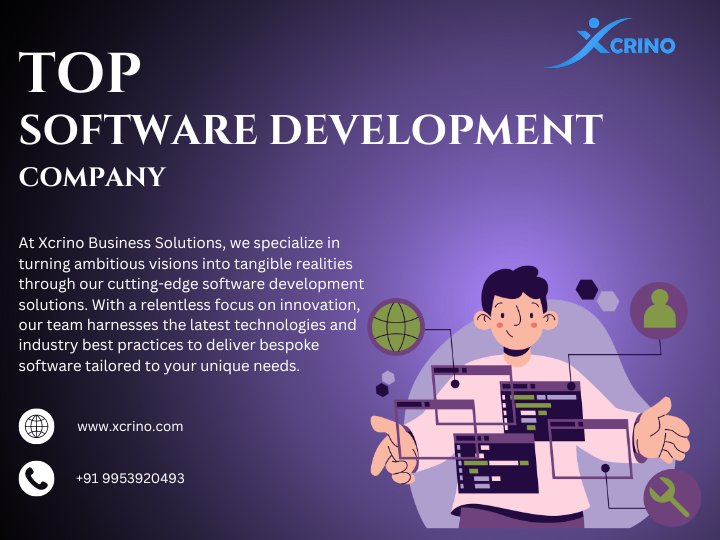 XCRINO
TOP
SOFTWARE DEVELOPMENT
COMPANY
At Xcrino Business Solutions, we specialize in
turning ambitious visions into tangible realities
through our cutting-edge software development
solutions. With a relentless focus on innovation,
our team harnesses the latest technologies and
industry best practices to deliver bespoke
software tailored to your unique needs.
www.xcrino.com
+91 9953920493